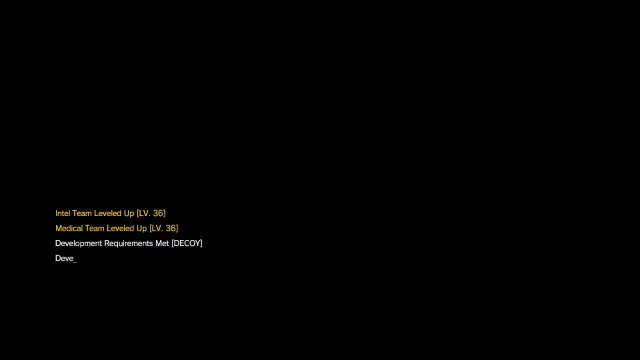 Intel Team Leveled Up [LV. 36]
Medical Team Leveled Up [LV. 36]
Development Requirements Met [DECOY]
Deve_